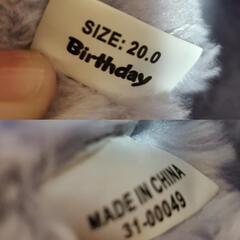 SIZE: 20.0
Birthday
MADE IN CHINA
31-00049